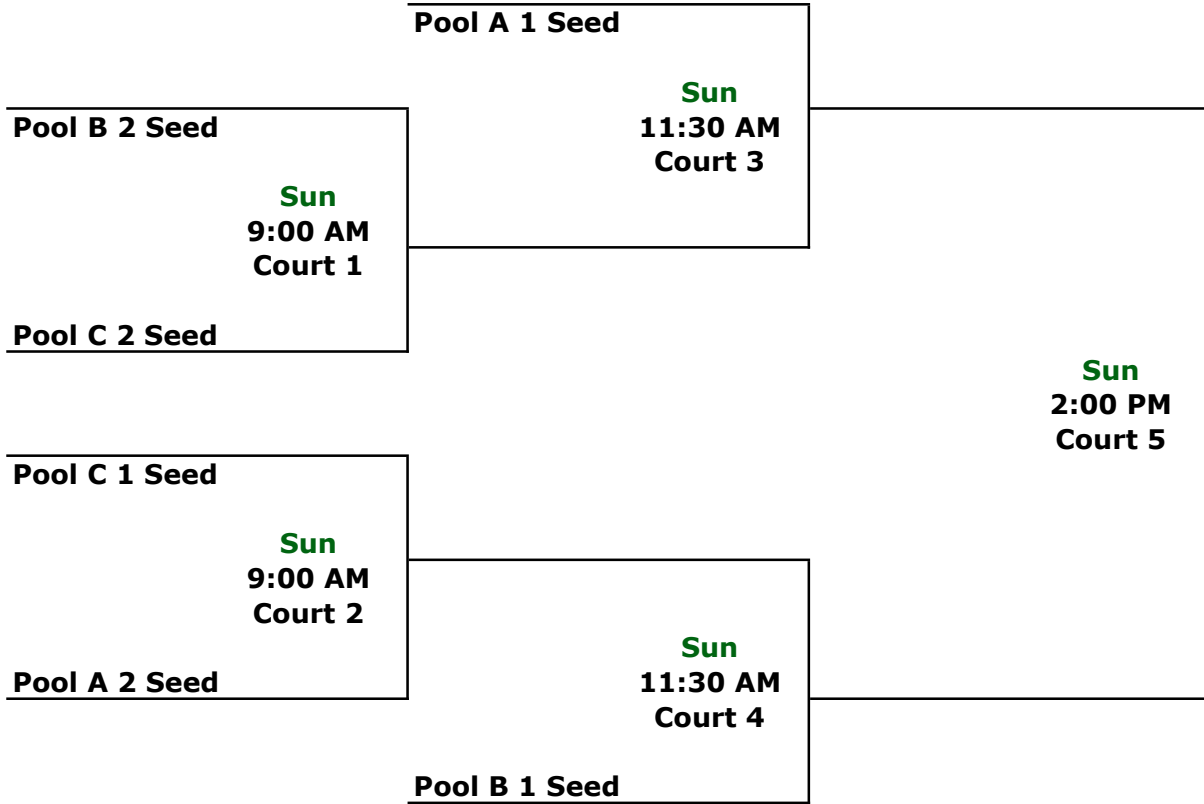 Pool A 1 Seed
Sun
11:30 AM
Court 3
Pool B 2 Seed
Sun
9:00 AM
Court 1
Pool C 2 Seed
Sun
2:00 PM
Court 5
Pool C 1 Seed
Sun
9:00 AM
Court 2
Pool A 2 Seed
Sun
11:30 AM
Court 4
Pool B 1 Seed